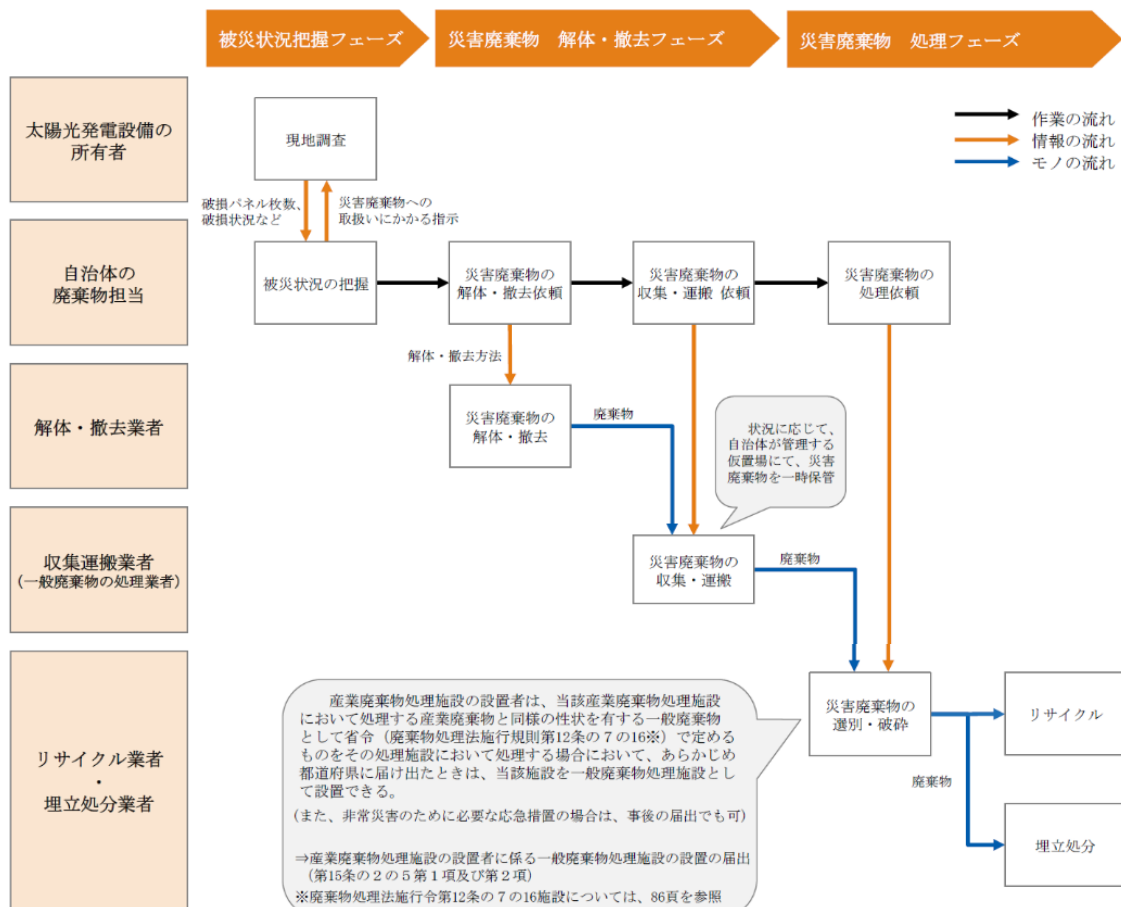 被災状況把握フェーズ
災害廃棄物　解体・撤去フェーズ
災害廃棄物　処理フェーズ
太陽光発電設備の
所有者
現地調査
作業の流れ
情報の流れ
モノの流れ
破損パネル枚数、
破損状況など
災害廃棄物への
取扱いにかかる指示
自治体の
廃棄物担当
被災状況の把握
災害廃棄物の
解体・撤去依頼
災害廃棄物の
収集・運搬 依頼
災害廃棄物の
処理依頼
解体・撤去方法
解体・撤去業者
災害廃棄物の
解体・撤去
廃棄物
状況に応じて、
自治体が管理する
仮置場にて、災害
廃棄物を一時保管
収集運搬業者
(一般廃棄物の処理業者)
災害廃棄物の
収集・運搬
廃棄物
リサイクル業者
・
埋立処分業者
産業廃棄物処理施設の設置者は、当該産業廃棄物処理施設
において処理する産業廃棄物と同様の性状を有する一般廃棄物
として省令（廃棄物処理法施行規則第12条の７の16※）で定める
ものをその処理施設において処理する場合において、あらかじめ
都道府県に届け出たときは、当該施設を一般廃棄物処理施設とし
て設置できる。
(また、非常災害のために必要な応急措置の場合は、事後の届出でも可)
⇒産業廃棄物処理施設の設置者に係る一般廃棄物処理施設の設置の届出
（第15条の２の５第１項及び第２項）
※廃棄物処理法施行令第12条の７の16施設については、86頁を参照
災害廃棄物の
選別・破砕
リサイクル
廃棄物
埋立処分